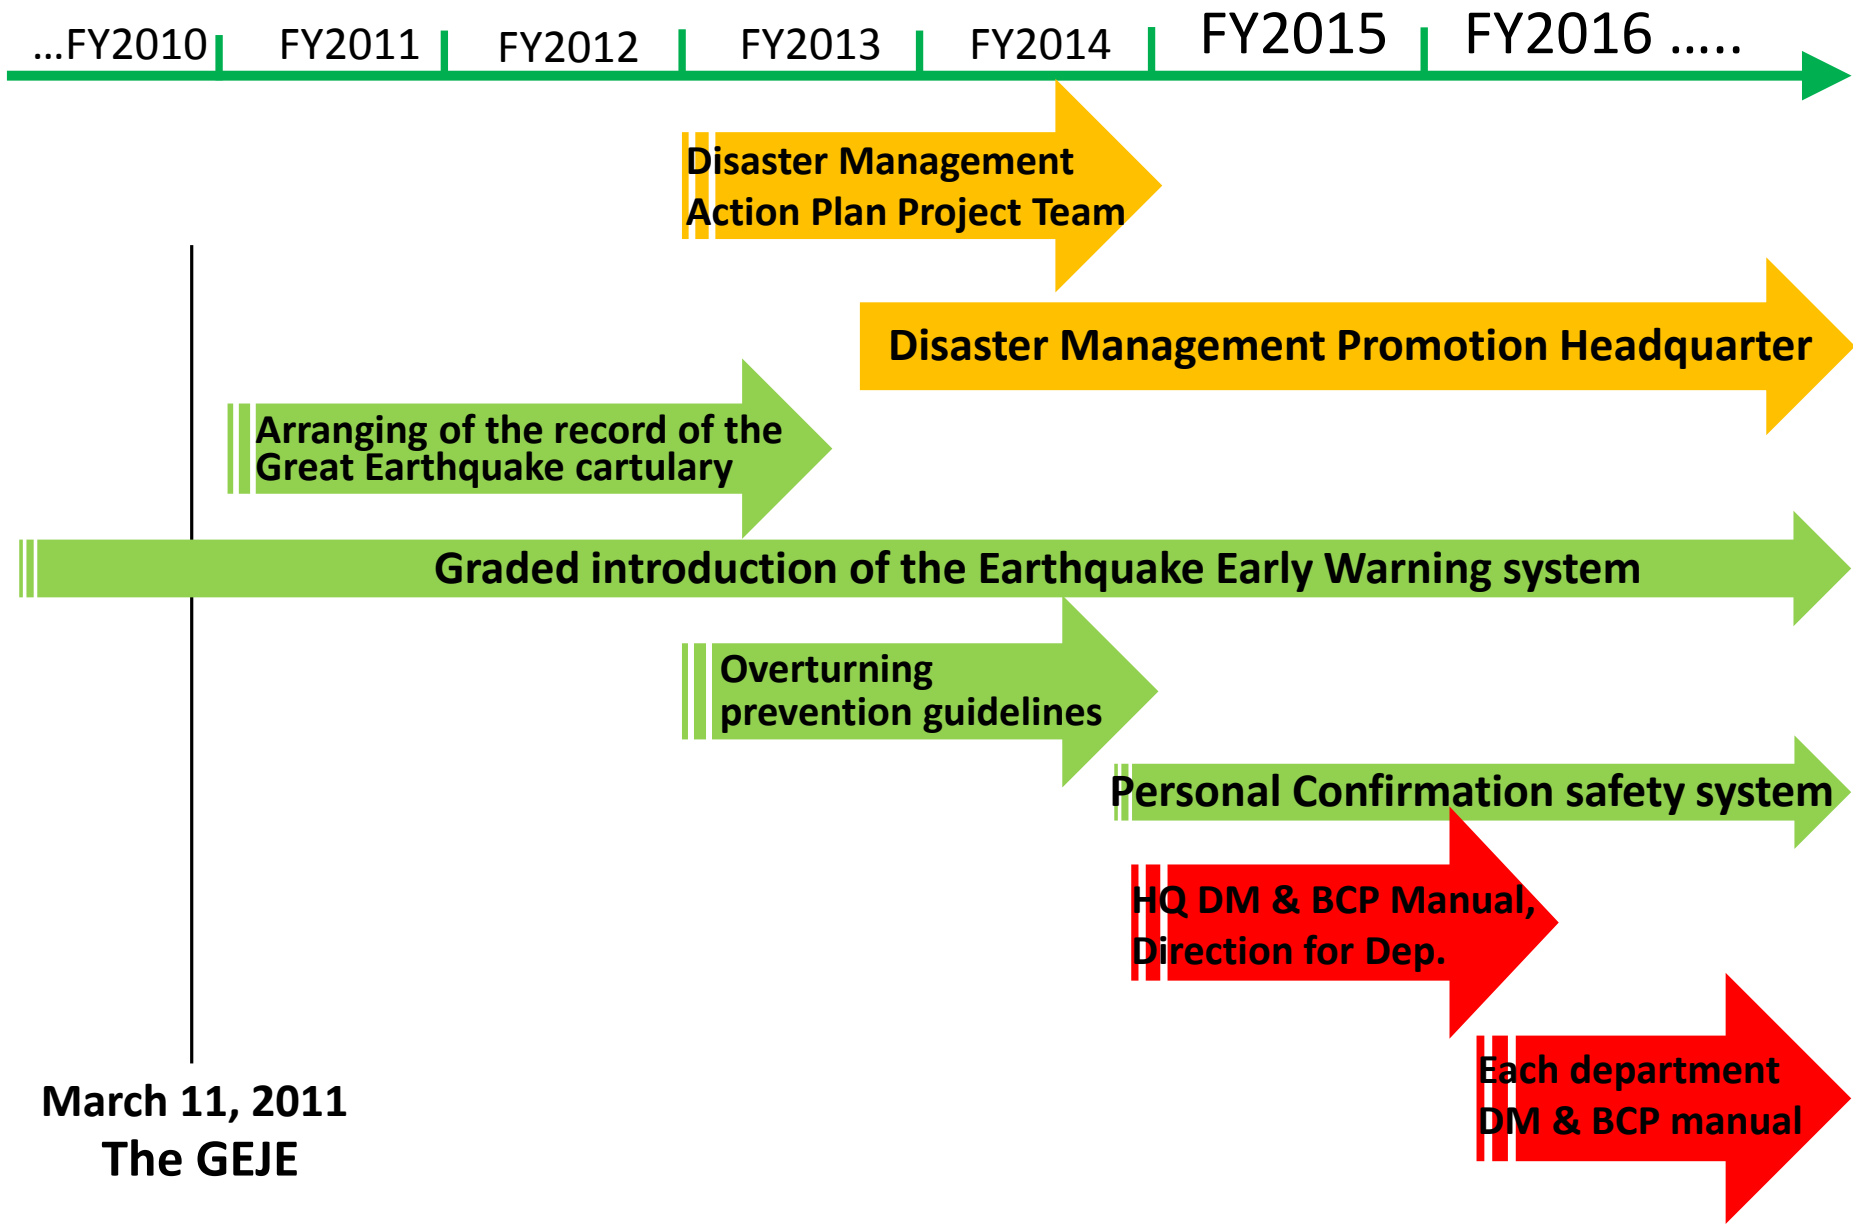 ...FY2010
FY2011
FY2012
FY2013
FY2014
FY2015
FY2016 .....
Disaster Management
Action Plan Project Team
Disaster Management Promotion Headquarter
Arranging of the record of the
Great Earthquake cartulary
Graded introduction of the Earthquake Early Warning system
Overturning
prevention guidelines
Personal Confirmation safety system
HQ DM & BCP Manual,
Direction for Dep.
Each department
DM & BCP manual
March 11, 2011
The GEJE